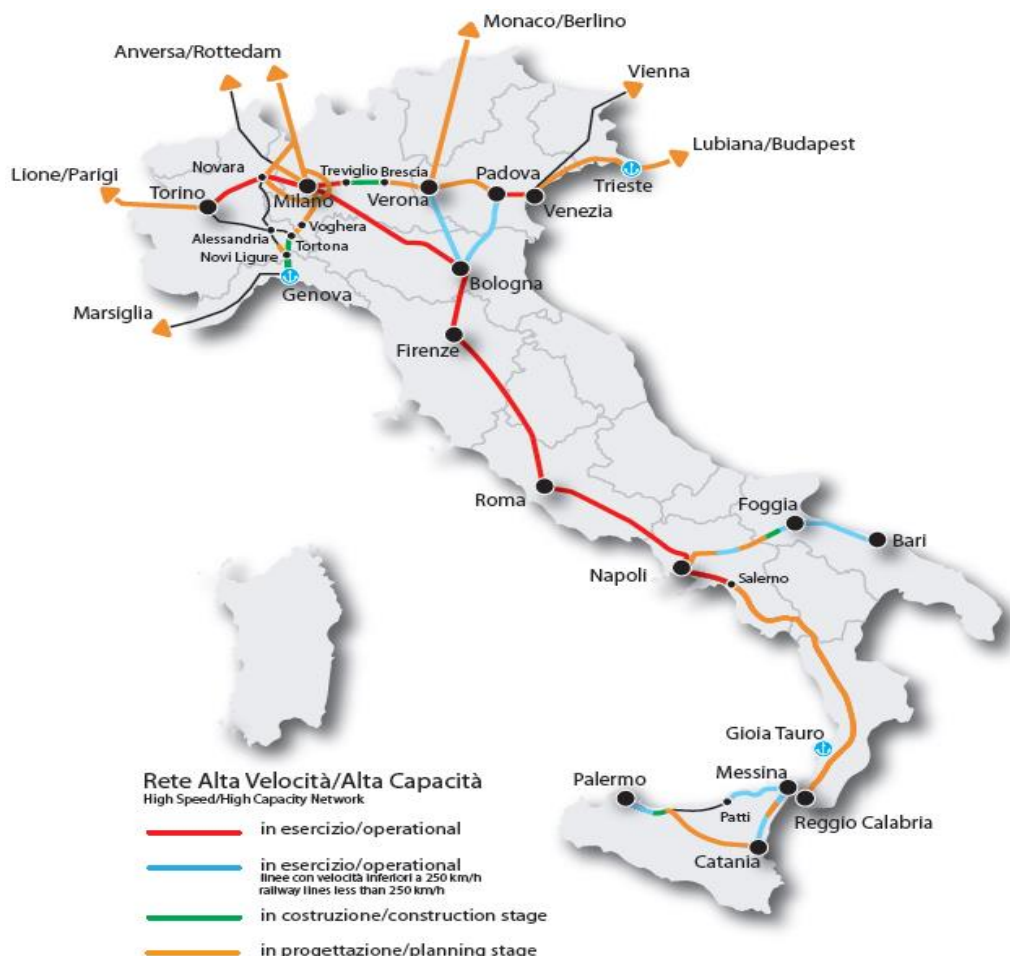 Monaco/Berlino
Anversa/Rottedam
Vienna
Lubiana/Budapest
Lione/Parigi
Novara
Torino
Milano
Treviglio
Brescia
Verona
Padova
Venezia
Trieste
Voghera
Alessandria
Tortona
Novi Ligure
Genova
Bologna
Marsiglia
Firenze
Roma
Foggia
Bari
Napoli
Salerno
Gioia Tauro
Messina
Palermo
Patti
Reggio Calabria
Catania
Rete Alta Velocità/Alta Capacità
High Speed/High Capacity Network
in esercizio/operational
in esercizio/operational
linee con velocità inferiori a 250 km/h
railway lines less than 250 km/h
in costruzione/construction stage
in progettazione/planning stage